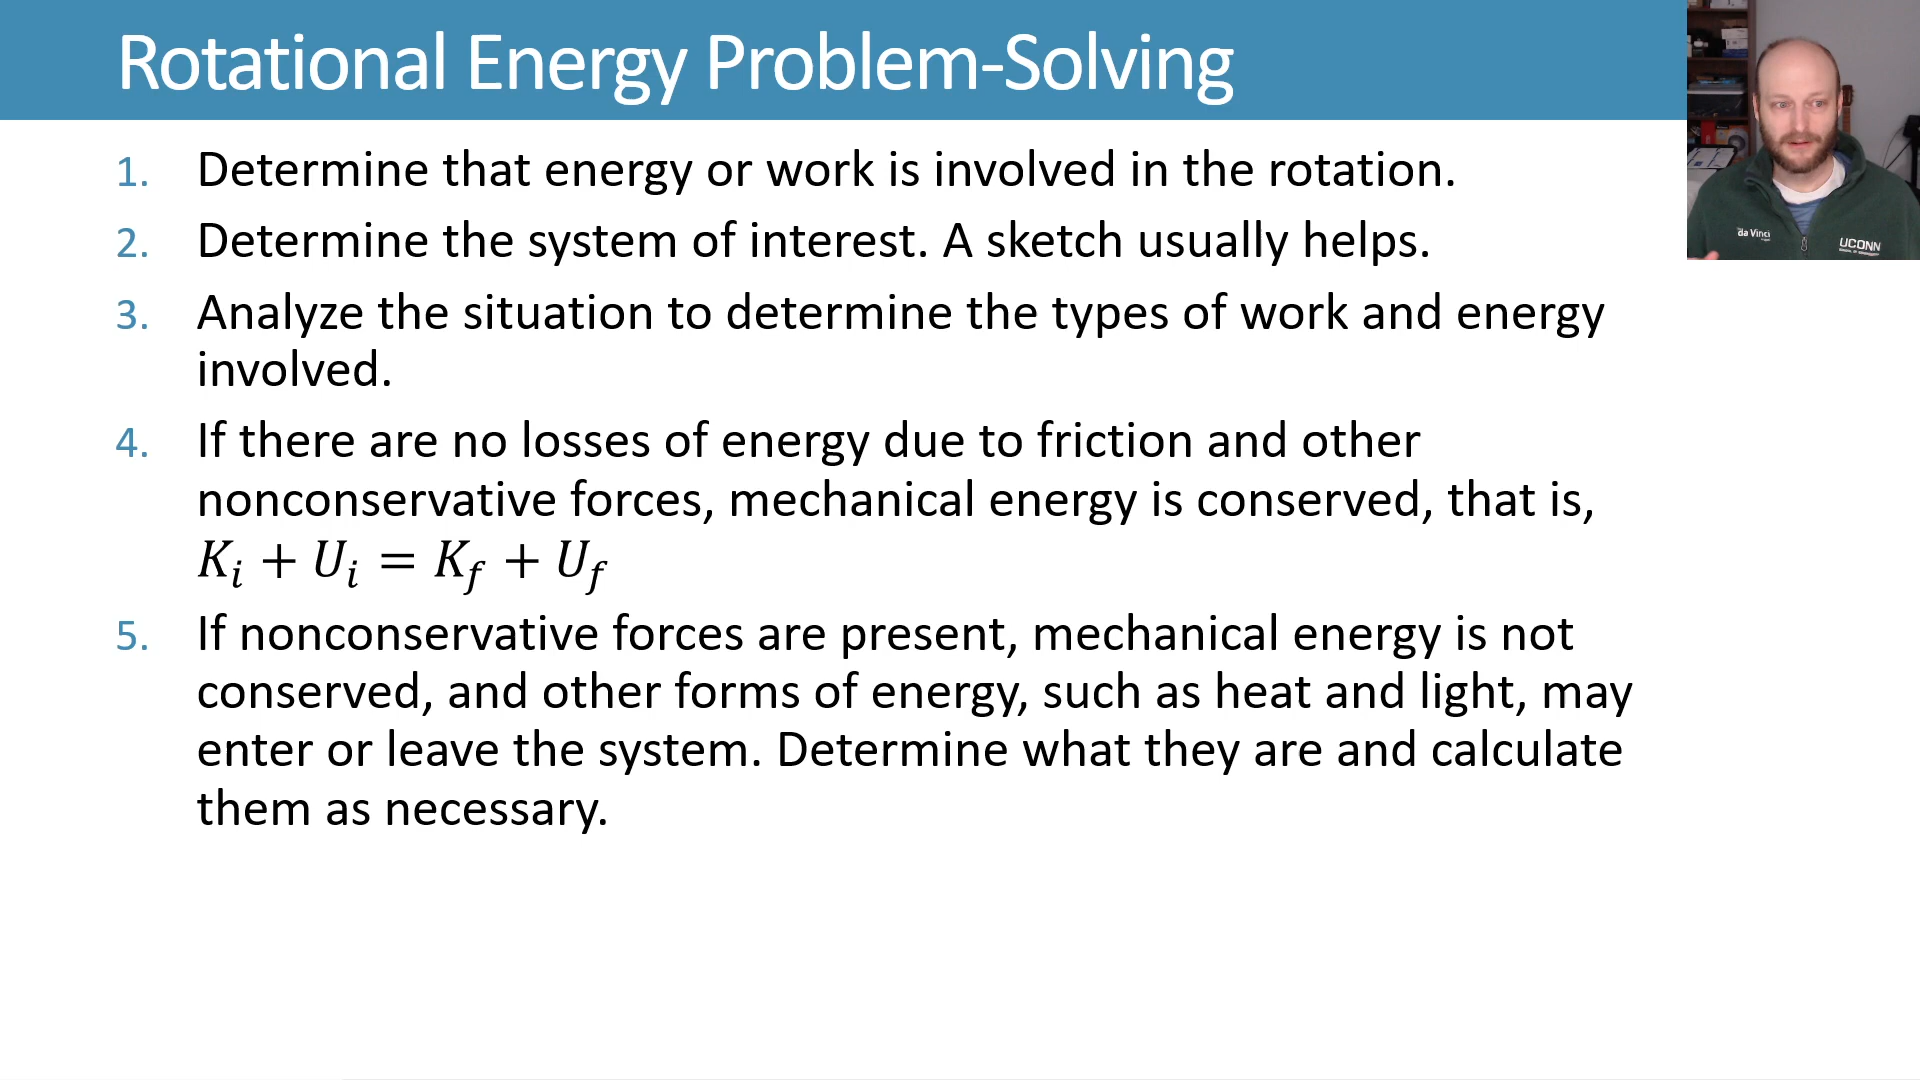 Rotational Energy Problem-Solving
1. Determine that energy or work is involved in the rotation.
2. Determine the system of interest. A sketch usually helps.
3. Analyze the situation to determine the types of work and energy
involved.
4. If there are no losses of energy due to friction and other
nonconservative forces, mechanical energy is conserved, that is,
K_i + U_i = K_f + U_f
5. If nonconservative forces are present, mechanical energy is not
conserved, and other forms of energy, such as heat and light, may
enter or leave the system. Determine what they are and calculate
them as necessary.
da Vinci
UCONN